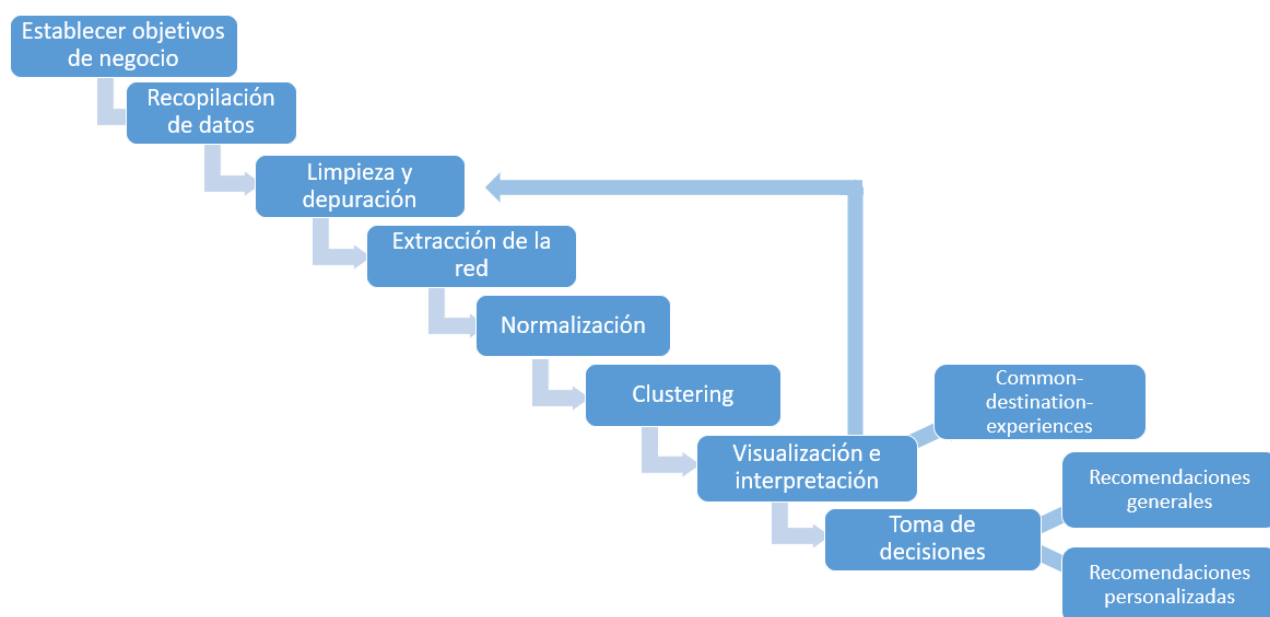 Establecer objetivos
de negocio
Recopilación
de datos
Limpieza y
depuración
Extracción de la
red
Normalización
Clustering
Common-
destination-
experiences
Visualización e
interpretación
Recomendaciones
generales
Toma de
decisiones
Recomendaciones
personalizadas